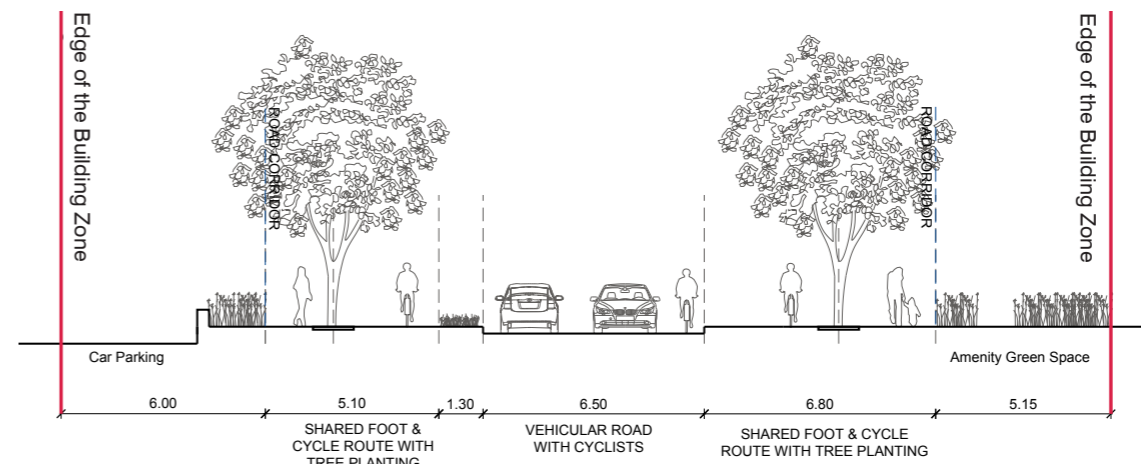 Edge of the Building Zone
ROAD CORRIDOR
ROAD CORRIDOR
Edge of the Building Zone
Car Parking
Amenity Green Space
6.00
5.10
1.30
6.50
6.80
5.15
SHARED FOOT &
CYCLE ROUTE WITH
TREE PLANTING
VEHICULAR ROAD
WITH CYCLISTS
SHARED FOOT & CYCLE
ROUTE WITH TREE PLANTING